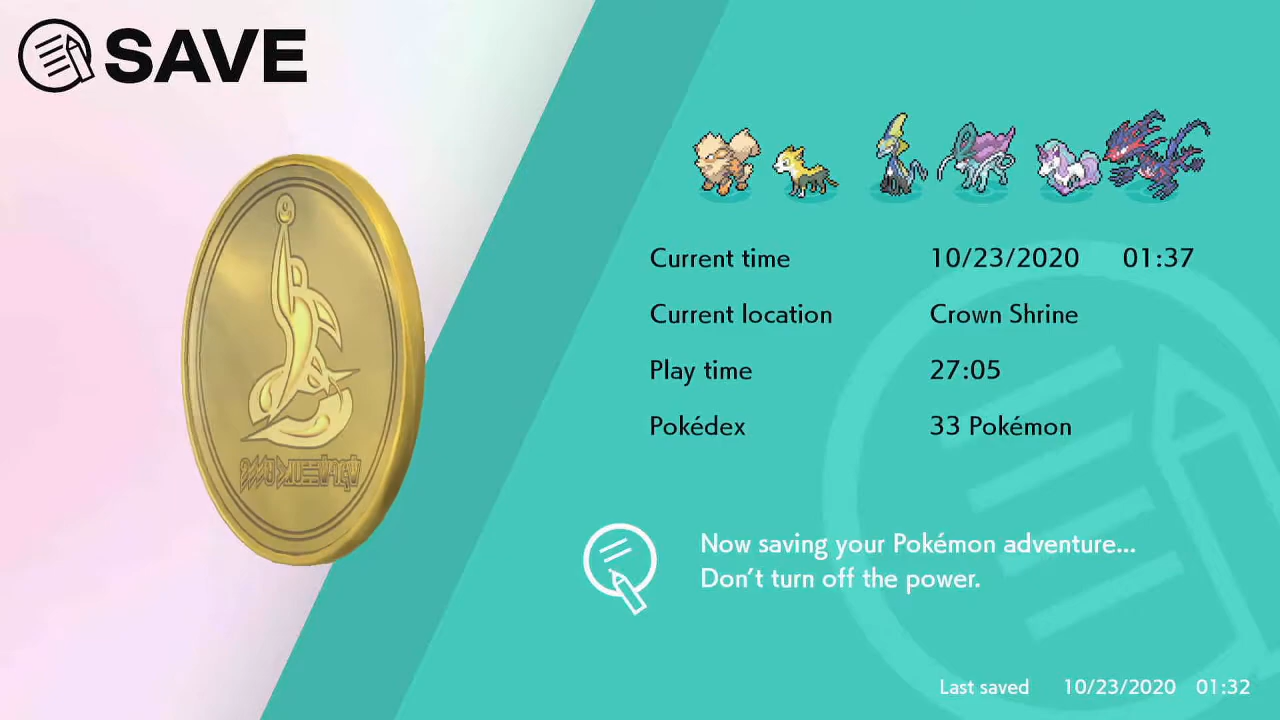 SAVE
Current time 10/23/2020 01:37
Current location Crown Shrine
Play time 27:05
Pokédex 33 Pokémon
Now saving your Pokémon adventure...
Don't turn off the power.
Last saved 10/23/2020 01:32